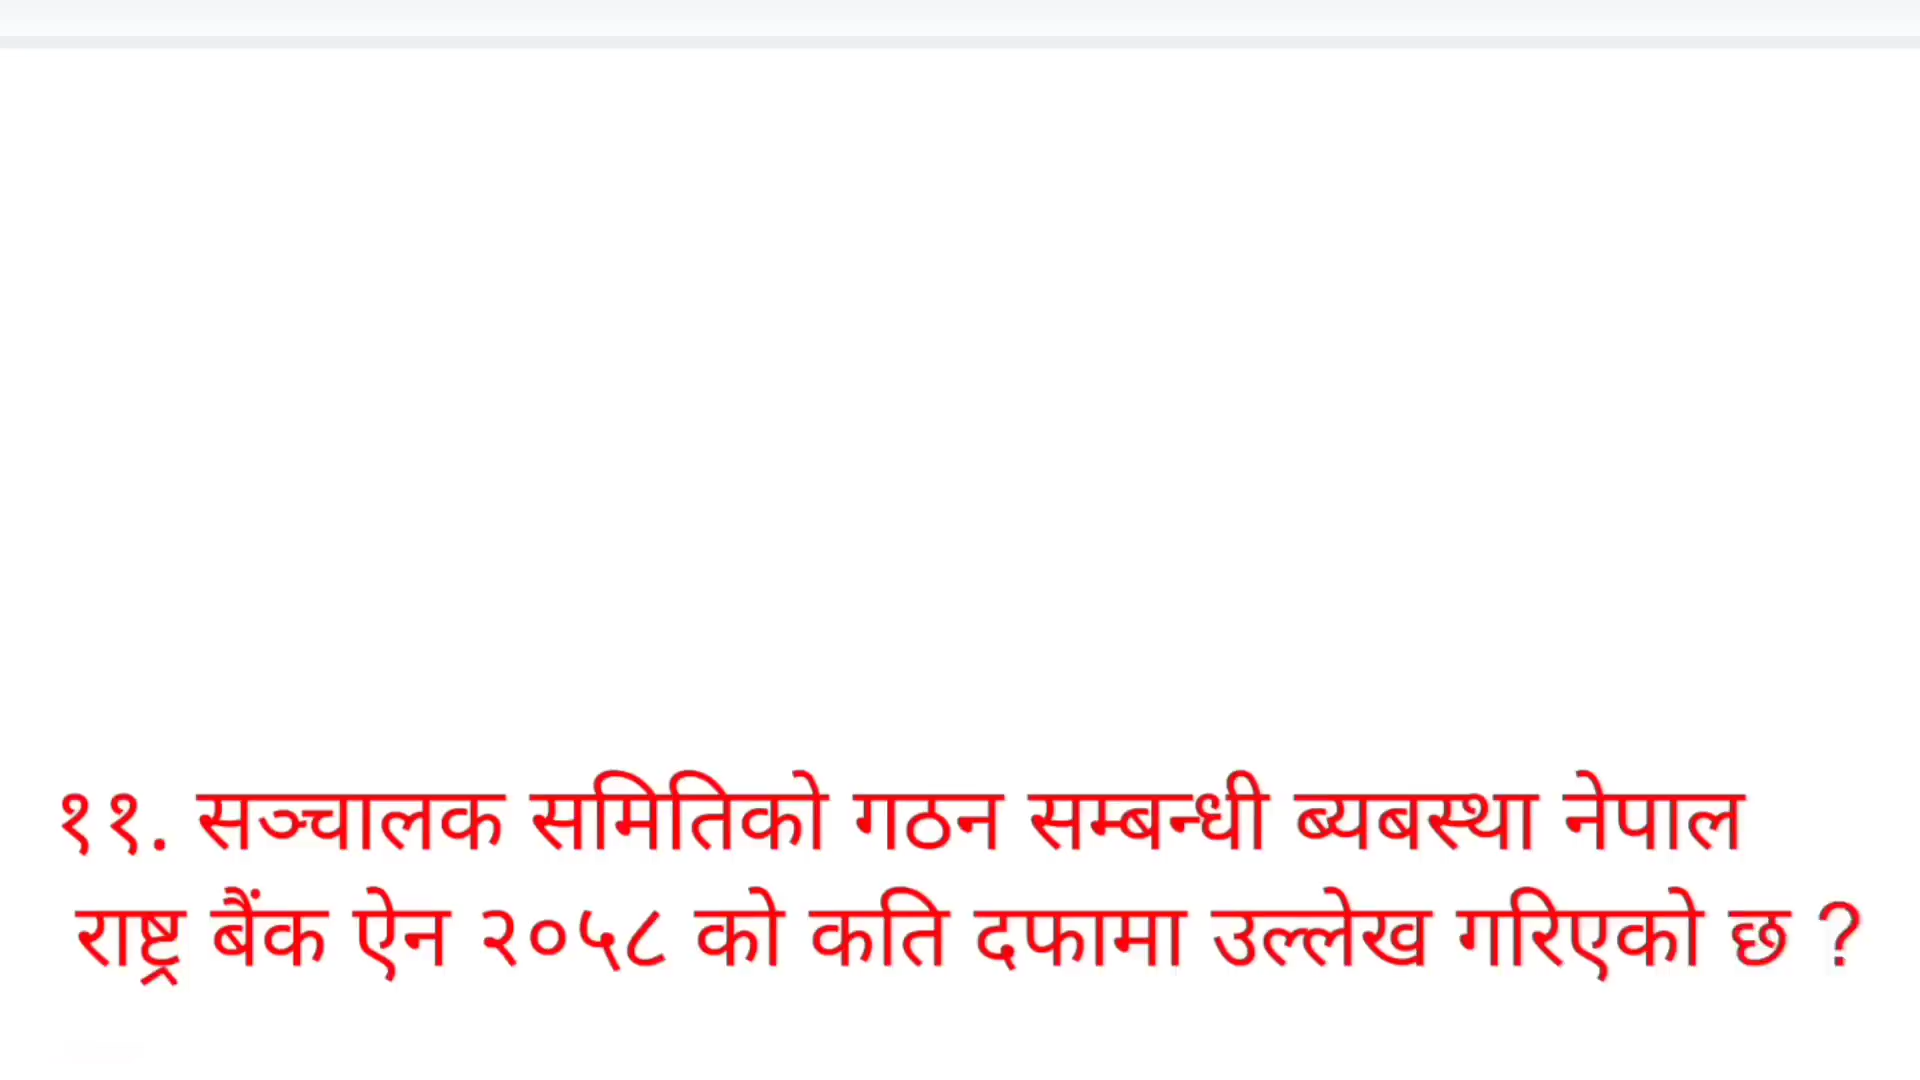 ११. सञ्चालक समितिको गठन सम्बन्धी ब्यबस्था नेपाल
राष्ट्र बैंक ऐन २०५८ को कति दफामा उल्लेख गरिएको छ ?